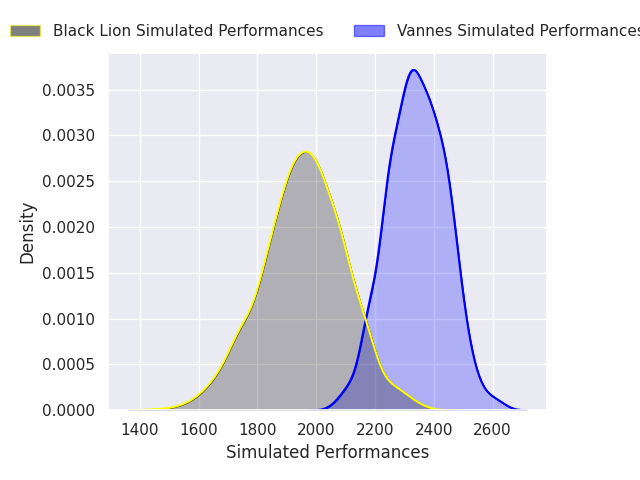 Black Lion Simulated Performances
Vannes Simulated Performances
0.0035
0.0030
0.0025
0.0020
0.0015
0.0010
0.0005
0.0000
Density
1400 1600 1800 2000 2200 2400 2600
Simulated Performances